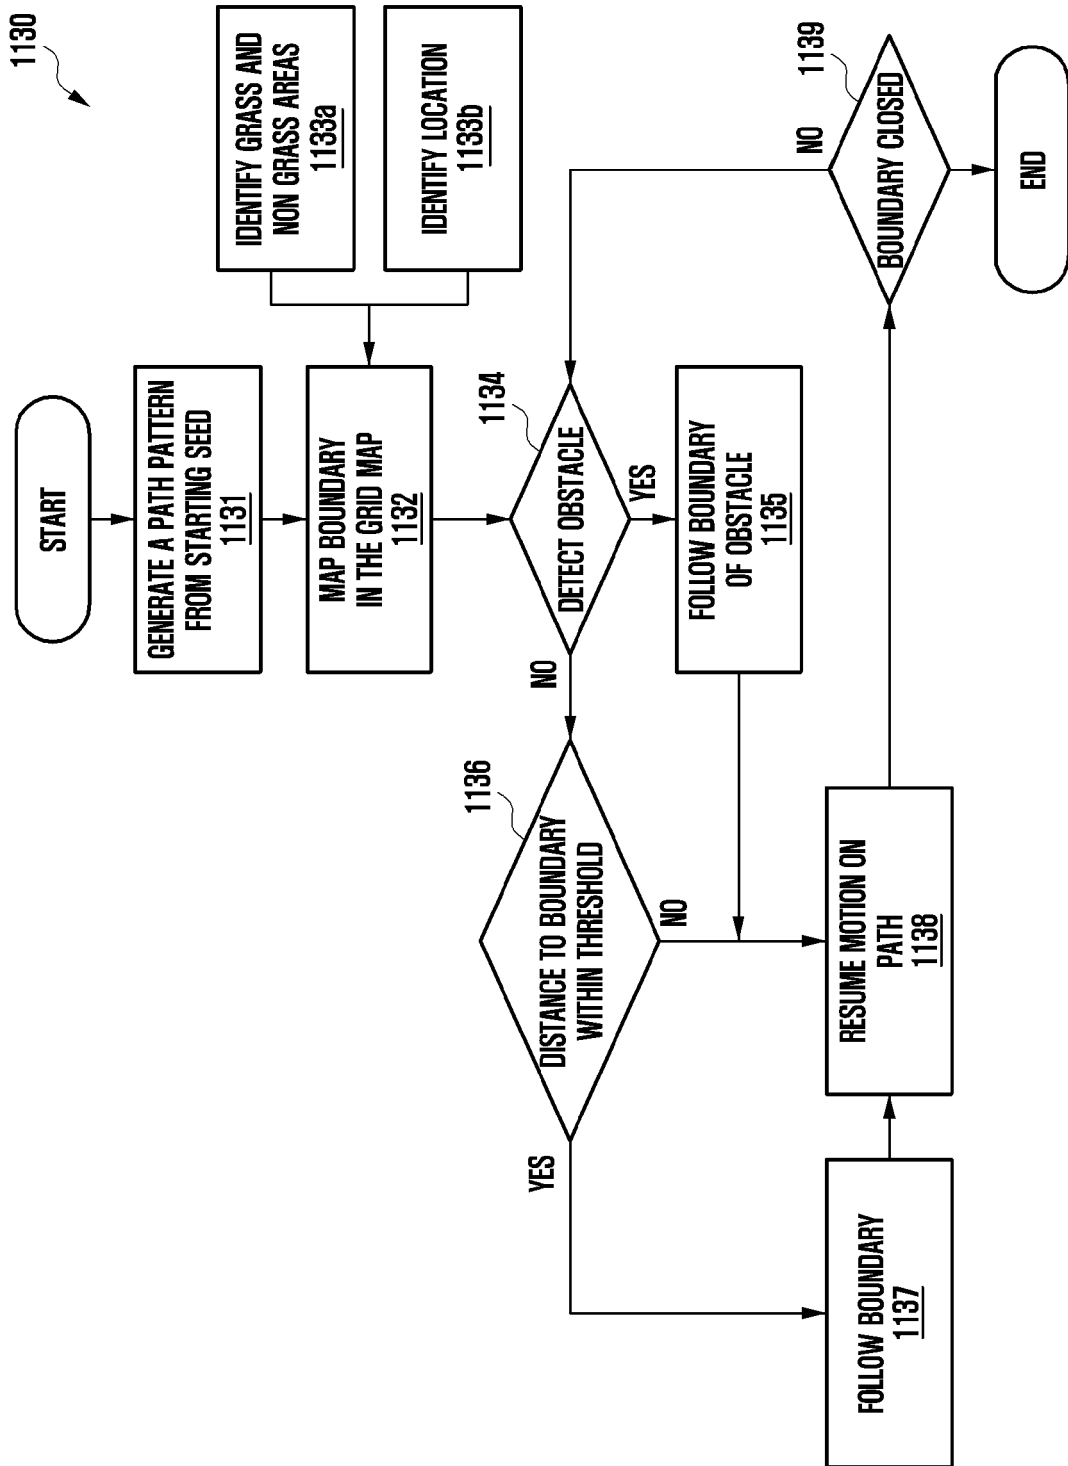 1130
START
GENERATE A PATH PATTERN
FROM STARTING SEED
1131
IDENTIFY GRASS AND
NON GRASS AREAS
1133a
IDENTIFY LOCATION
1133b
MAP BOUNDARY
IN THE GRID MAP
1132
1134
DETECT OBSTACLE
YES
NO
FOLLOW BOUNDARY
OF OBSTACLE
1135
1136
DISTANCE TO BOUNDARY
WITHIN THRESHOLD
YES
NO
FOLLOW BOUNDARY
1137
RESUME MOTION ON
PATH
1138
1139
BOUNDARY CLOSED
NO
END